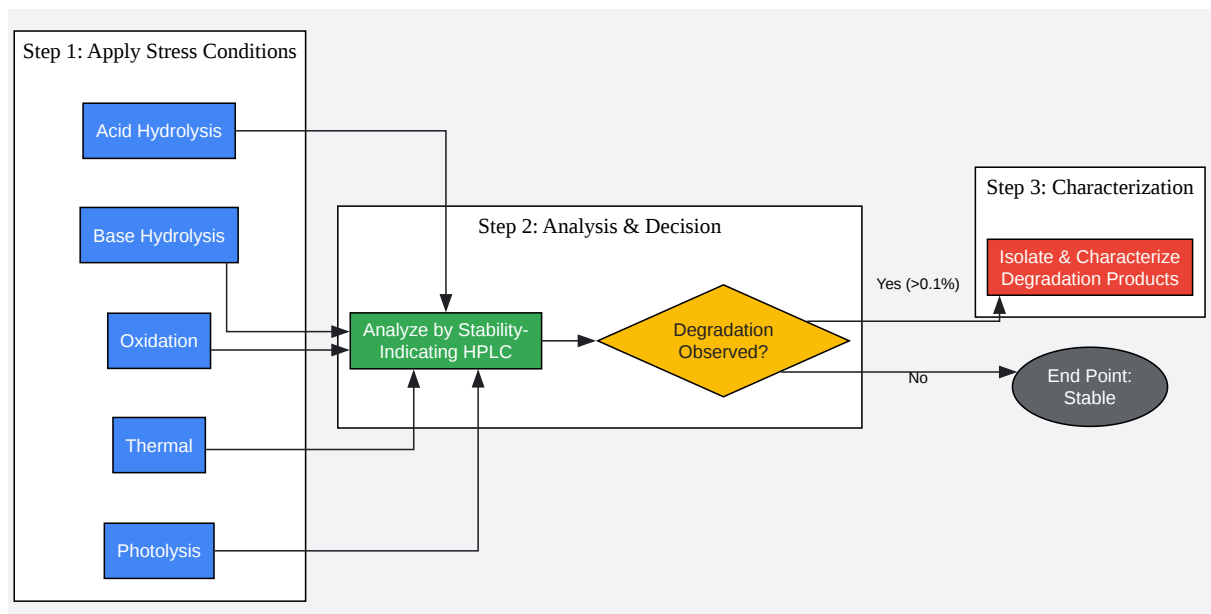 Step 1: Apply Stress Conditions
Acid Hydrolysis
Base Hydrolysis
Oxidation
Thermal
Photolysis
Step 2: Analysis & Decision
Analyze by Stability-
Indicating HPLC
Degradation
Observed?
Yes (>0.1%)
No
Step 3: Characterization
Isolate & Characterize
Degradation Products
End Point:
Stable